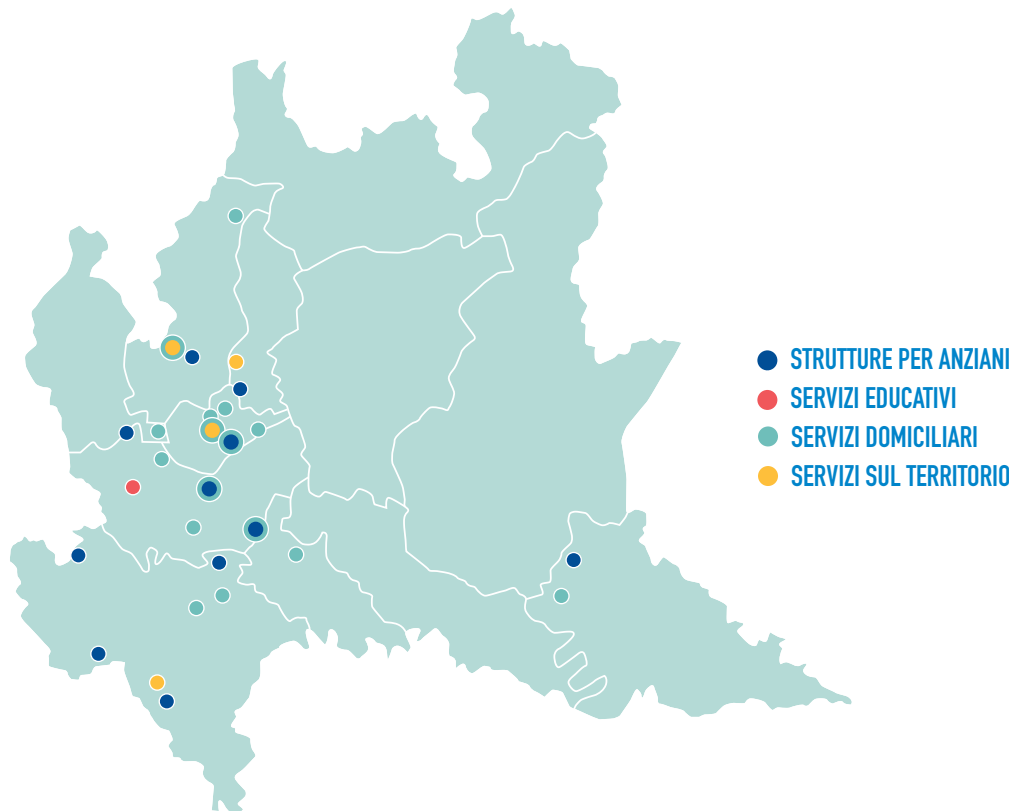 STRUTTURE PER ANZIANI
SERVIZI EDUCATIVI
SERVIZI DOMICILIARI
SERVIZI SUL TERRITORIO